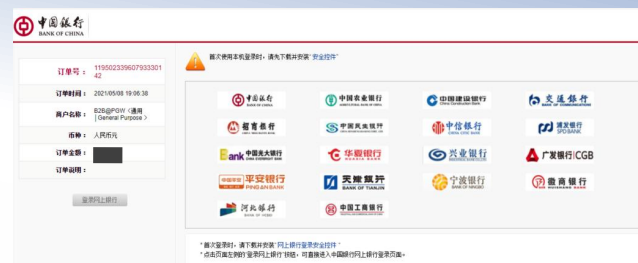 中国银行
BANK OF CHINA
订单号： 119502339607933301
42
订单时间： 2021/05/08 19:06:38
商户名称： B2B@PGW（通用
| General Purpose ）
币种： 人民币元
订单金额：
订单说明：
登录网上银行
首次使用本机登录时，请先下载并安装"安全控件"
中国银行
中国农业银行
中国建设银行
China Construction Bank
交通银行
BANK OF COMMUNICATIONS
招商银行
中国民生银行
中信银行
CHINA CITIC BANK
浦发银行
SPD BANK
Bank 中国光大银行
CHINA EVERBRIGHT BANK
华夏银行
HUAXIA BANK
兴业银行
广发银行|CGB
中国平安 平安银行
PING AN BANK
天津银行
BANK OF TIANJIN
宁波银行
BANK OF NINGBO
徽商银行
河北银行
BANK OF HEBEI
中国工商银行
* 首次登录时，请下载并安装"网上银行登录安全控件"
* 点击页面左侧的"登录网上银行"按钮，可直接进入中国银行网上银行登录页面。